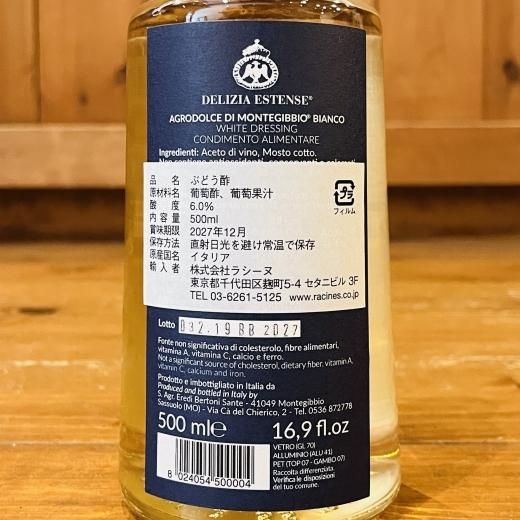 DELIZIA ESTENSE®
AGRODOLCE DI MONTEGIBBIO® BIANCO
WHITE DRESSING
CONDIMENTO ALIMENTARE
Ingredienti: Aceto di vino, Mosto cotto.
Non contiene antiossidanti, conservanti e coloranti
品 名 ぶどう酢
原材料名 葡萄酢、葡萄果汁
酸 度 6.0%
内容量 500ml
賞味期限 2027年12月
保存方法 直射日光を避け常温で保存
原産国名 イタリア
輸入者 株式会社ラシーヌ
東京都千代田区麹町5-4 セタニビル 3F
TEL 03-6261-5125 www.racines.co.jp
プラ
フィルム
Lotto 032.19 BB 2027
Fonte non significativa di colesterolo, fibre alimentari,
vitamina A, vitamina C, calcio e ferro.
Not a significant source of cholesterol, dietary fiber, vitamin A,
vitamin C, calcium and iron.
Prodotto e imbottigliato in Italia da
Produced and bottled in Italy by
S. Agr. Eredi Bertoni Sante - 41049 Montegibbio
Sassuolo (MO) - Via Cà del Chierico, 2 - Tel. 0536 872778
500 ml℮ 16,9 fl.oz
VETRO (GL 70)
ALLUMINIO (ALU 41)
PET (TOP 07 - GAMBO 07)
Raccolta differenziata.
Verifica le disposizioni
del tuo comune.
8 024054 500004